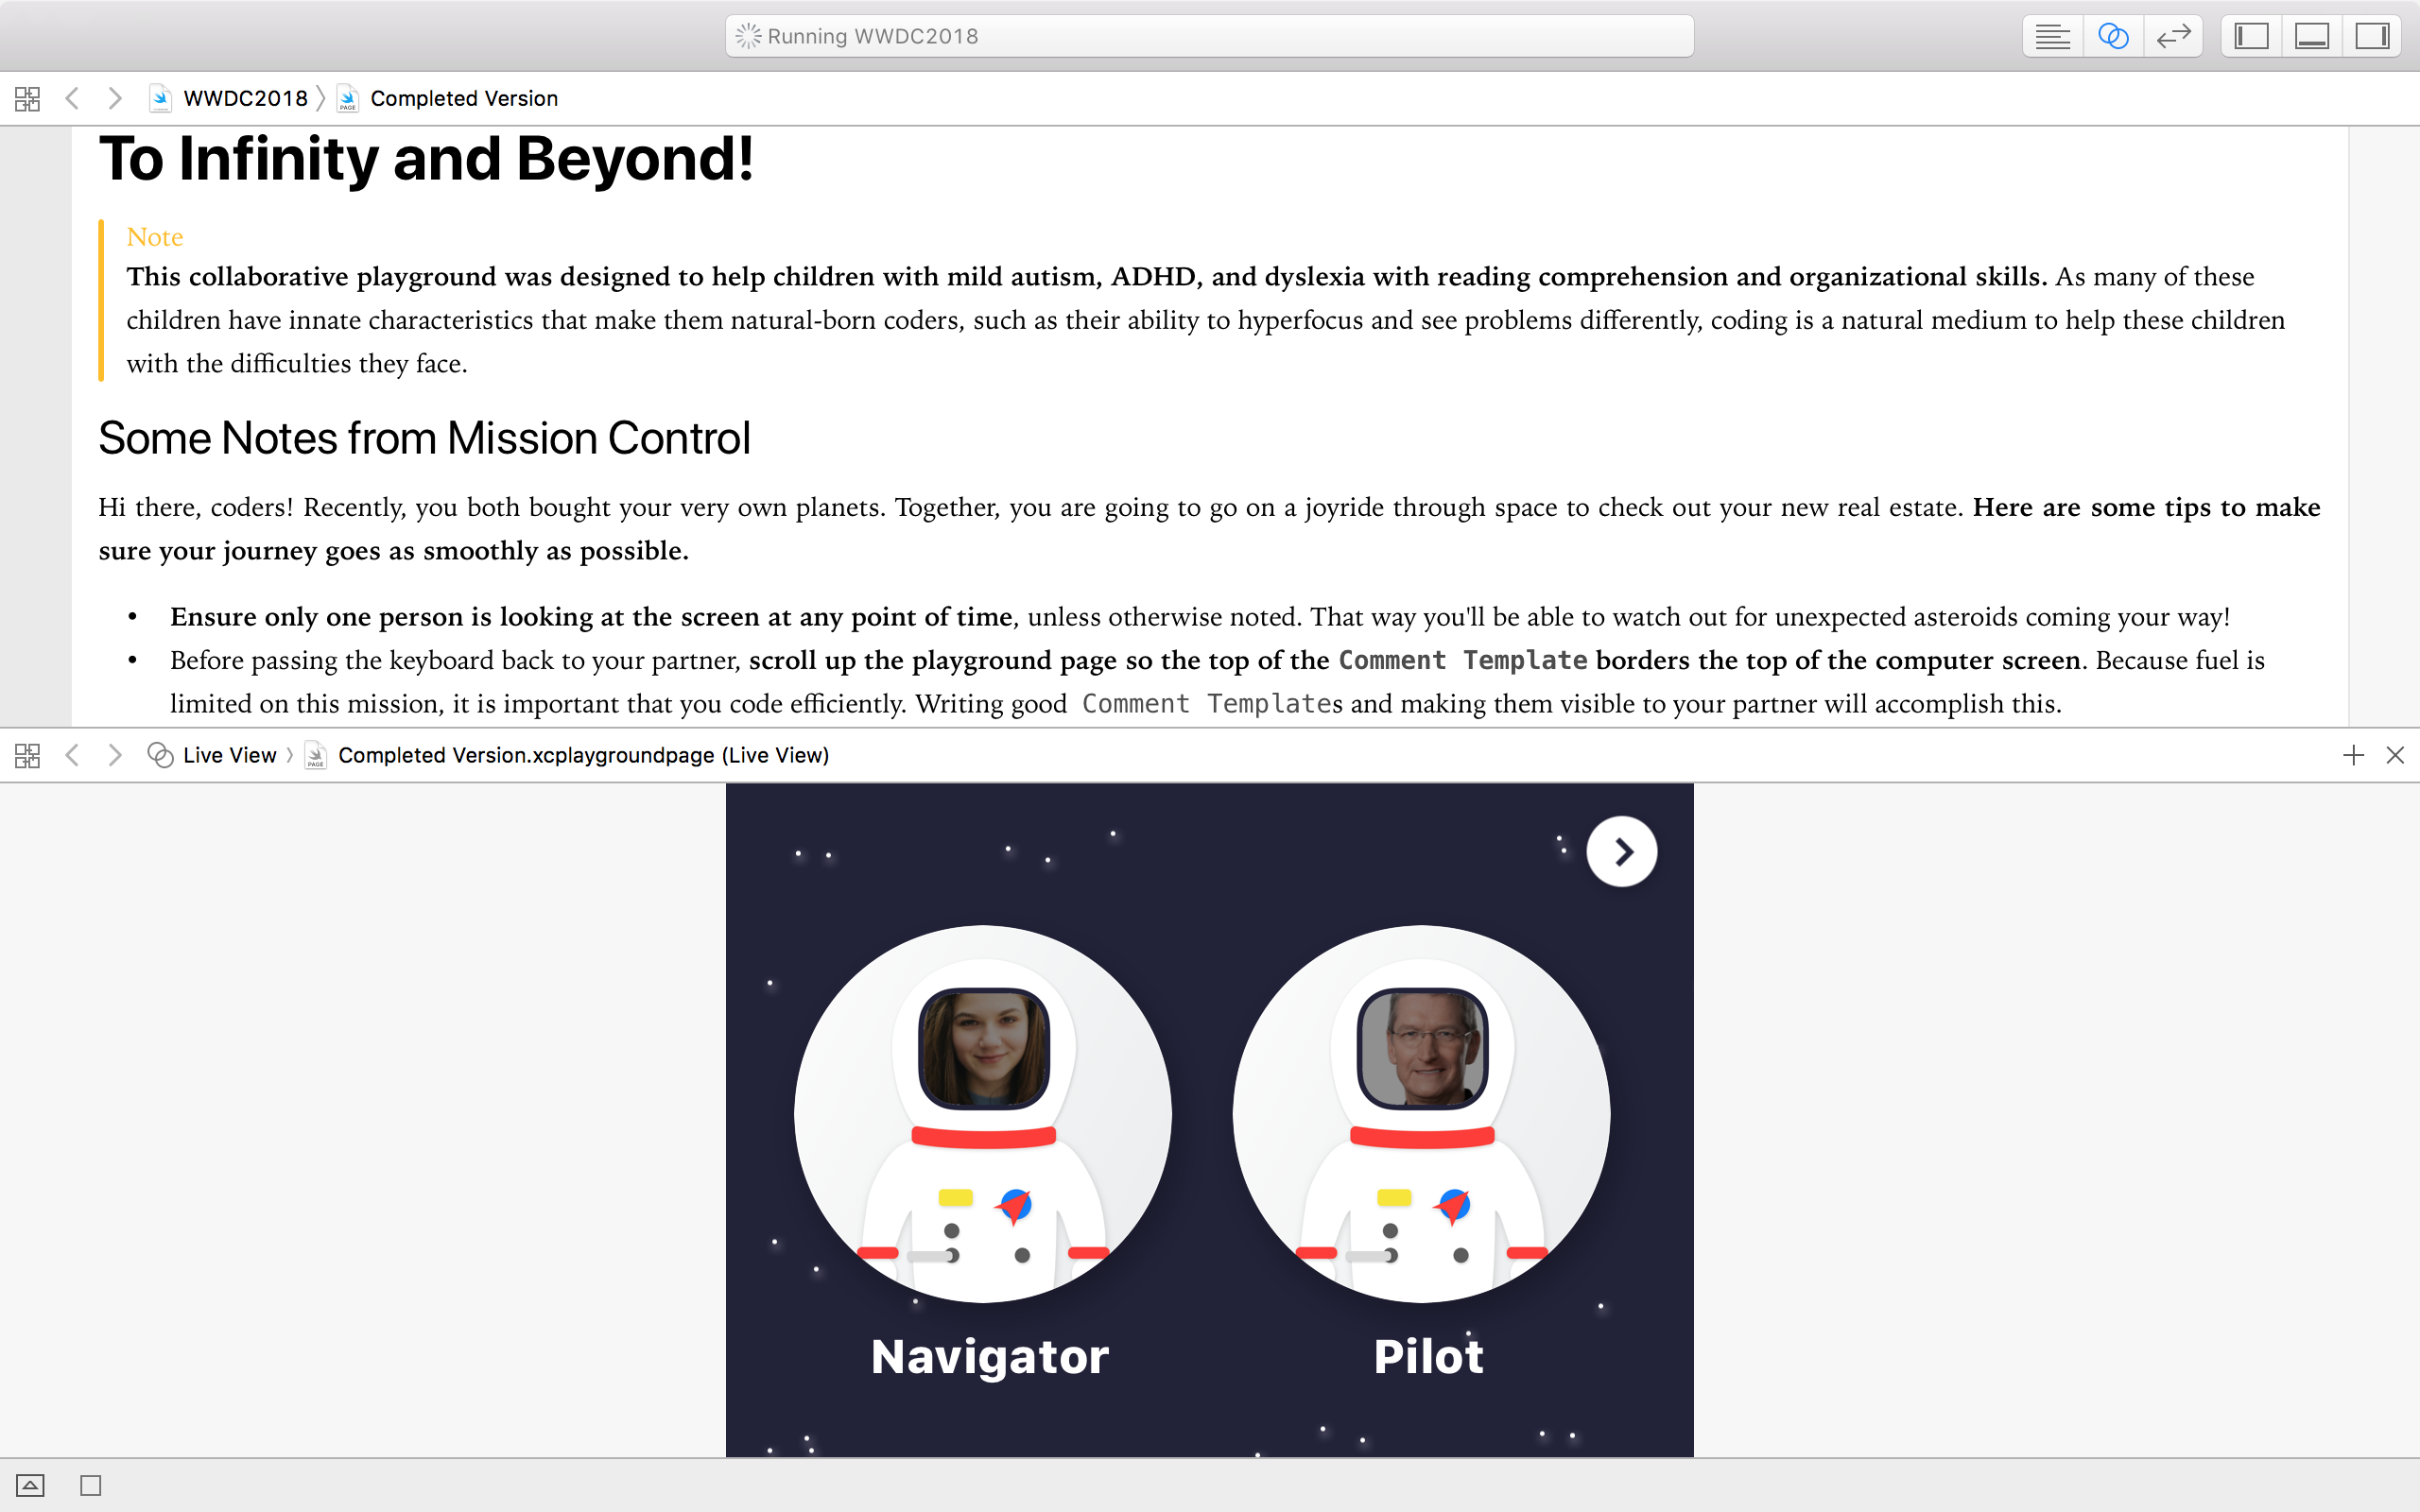 Running WWDC2018
WWDC2018 〉 Completed Version
To Infinity and Beyond!
Note
This collaborative playground was designed to help children with mild autism, ADHD, and dyslexia with reading comprehension and organizational skills. As many of these
children have innate characteristics that make them natural-born coders, such as their ability to hyperfocus and see problems differently, coding is a natural medium to help these children
with the difficulties they face.
Some Notes from Mission Control
Hi there, coders! Recently, you both bought your very own planets. Together, you are going to go on a joyride through space to check out your new real estate. Here are some tips to make
sure your journey goes as smoothly as possible.
• Ensure only one person is looking at the screen at any point of time, unless otherwise noted. That way you'll be able to watch out for unexpected asteroids coming your way!
• Before passing the keyboard back to your partner, scroll up the playground page so the top of the Comment Template borders the top of the computer screen. Because fuel is
limited on this mission, it is important that you code efficiently. Writing good Comment Templates and making them visible to your partner will accomplish this.
Live View 〉 Completed Version.xcplaygroundpage (Live View)
Navigator Pilot